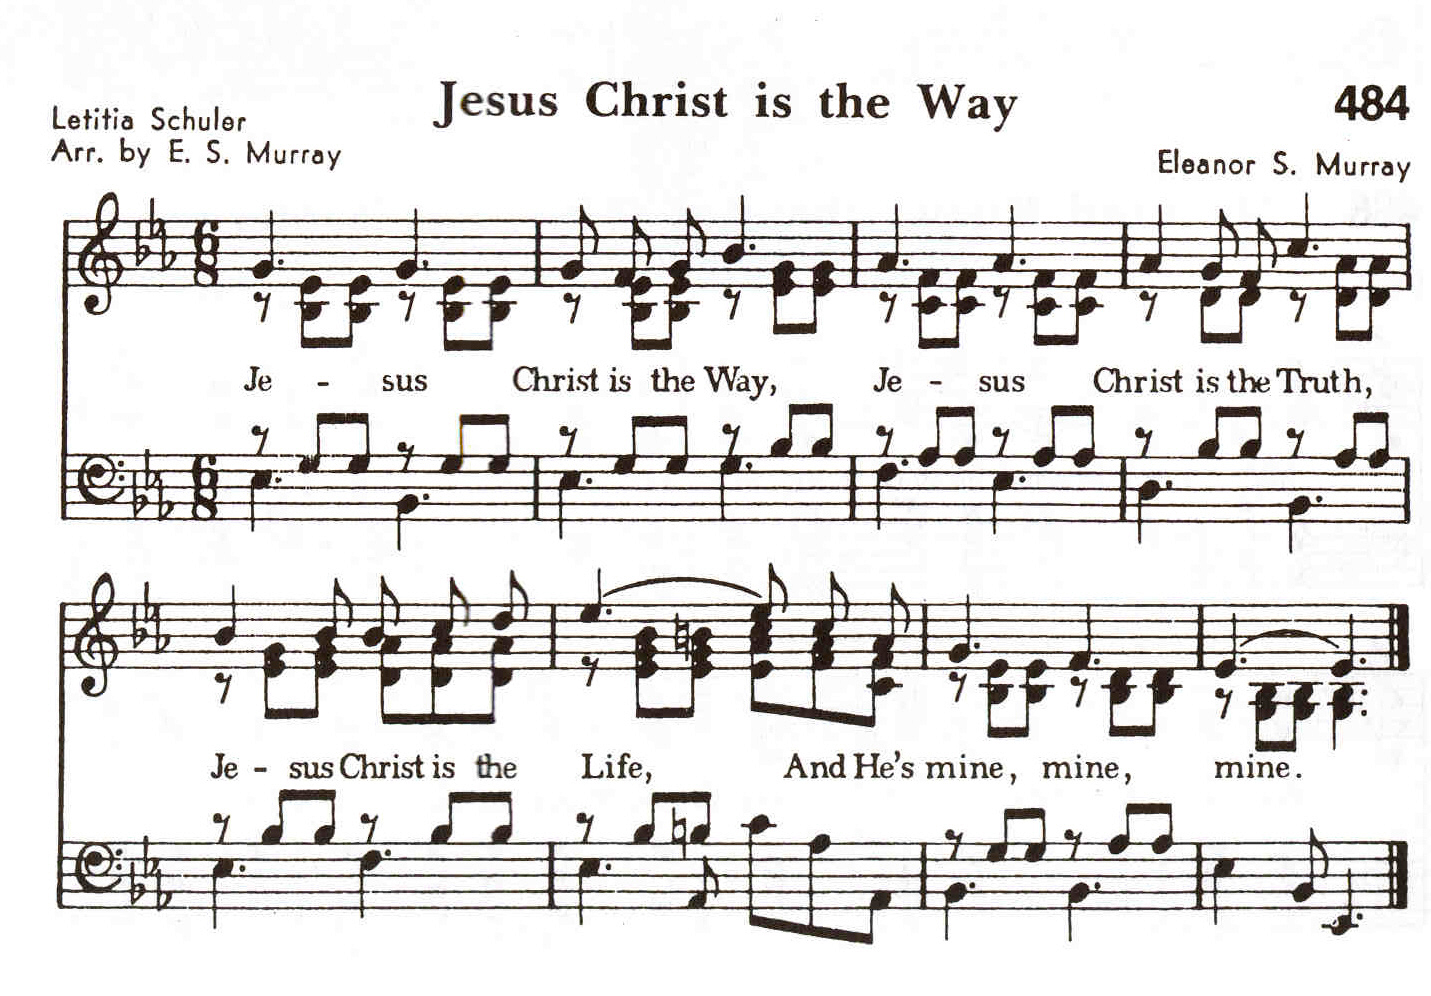 Jesus Christ is the Way
484
Letitia Schuler
Arr. by E. S. Murray
Eleanor S. Murray
6
8
Je - sus Christ is the Way, Je - sus Christ is the Truth,
6
8
Je - sus Christ is the Life, And He's mine, mine, mine.